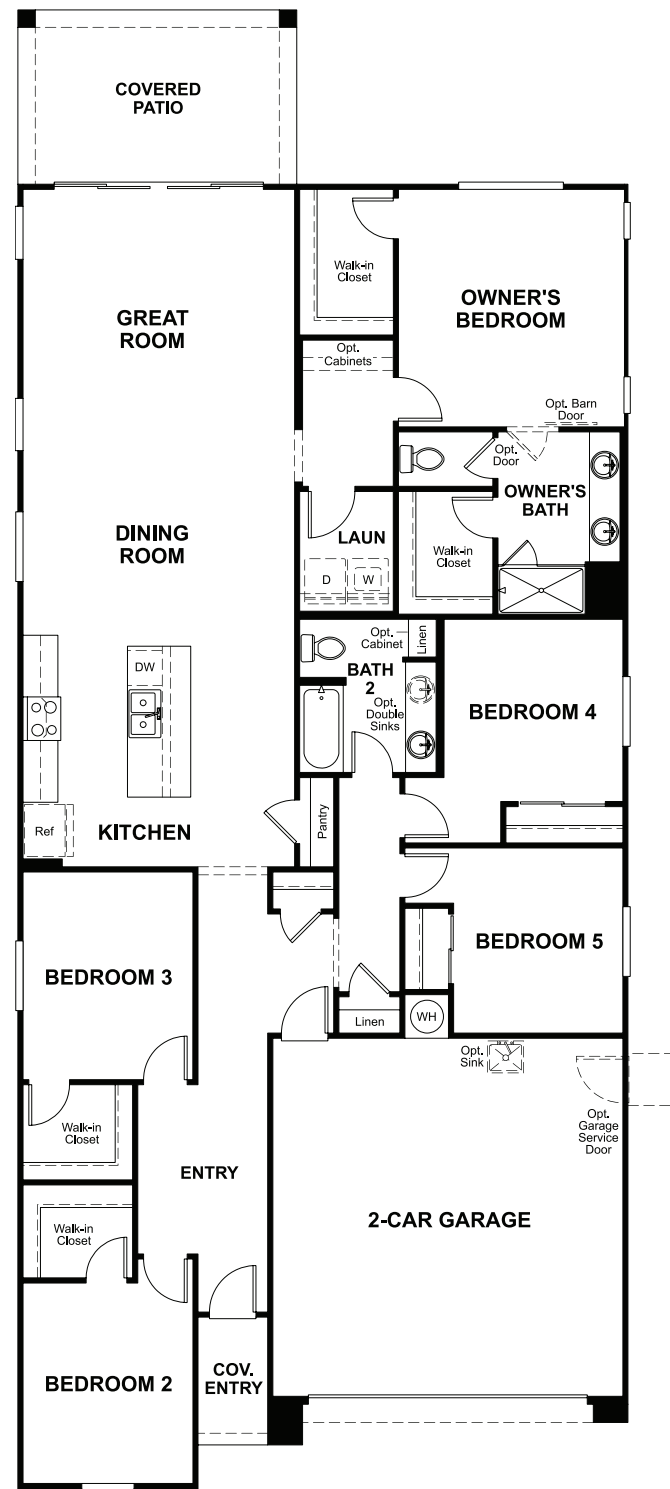 COVERED
PATIO
Walk-in
Closet
GREAT
ROOM
OWNER'S
BEDROOM
Opt.
Cabinets
Opt. Barn
Door
Opt.
Door
OWNER'S
BATH
DINING
ROOM
LAUN
Walk-in
Closet
D
W
Opt.
Cabinet
Linen
DW
BATH
2
Opt.
Double
Sinks
BEDROOM 4
Ref
KITCHEN
Pantry
BEDROOM 3
BEDROOM 5
Linen
WH
Opt.
Sink
Opt.
Garage
Service
Door
Walk-in
Closet
ENTRY
2-CAR GARAGE
Walk-in
Closet
BEDROOM 2
COV.
ENTRY